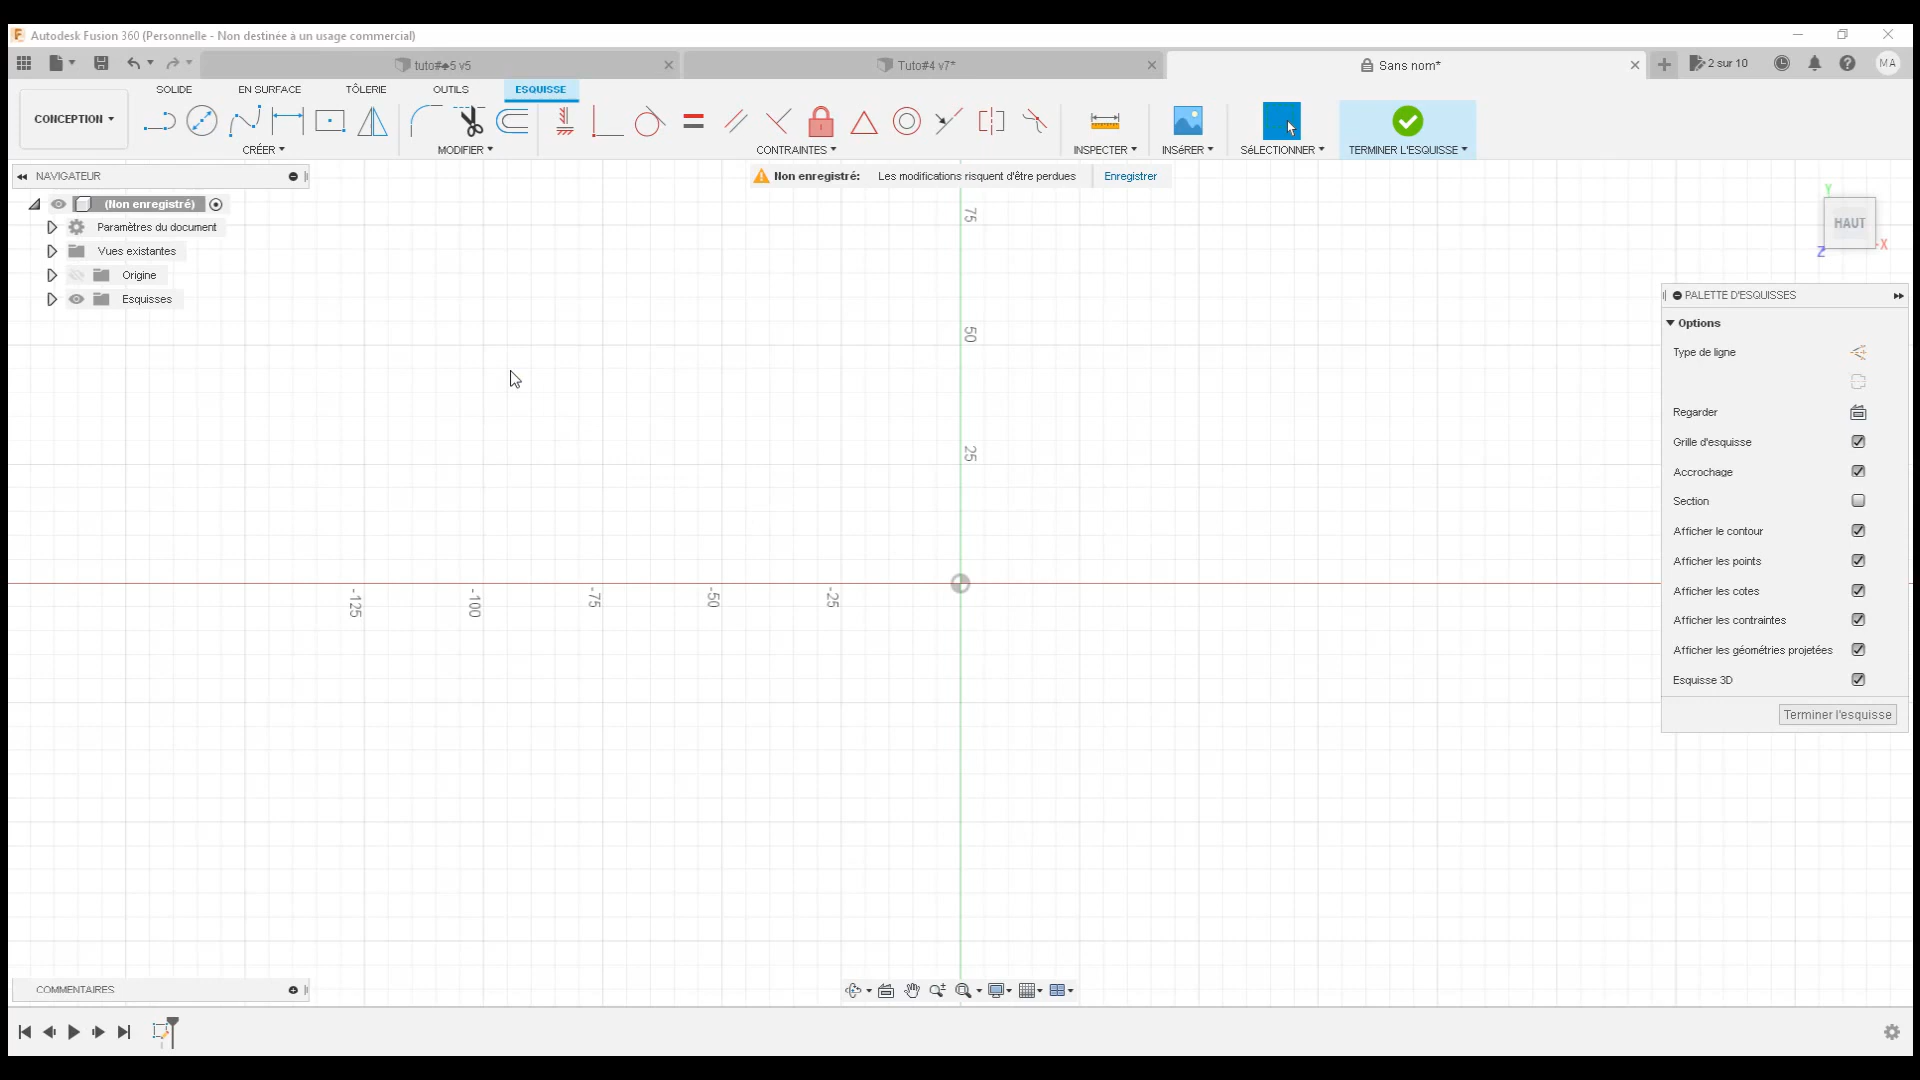 Autodesk Fusion 360 (Personnelle - Non destinée à un usage commercial)
tuto#♠5 v5
Tuto#4 v7*
Sans nom*
2 sur 10
MA
SOLIDE
EN SURFACE
TÔLERIE
OUTILS
ESQUISSE
CONCEPTION
CRÉER
MODIFIER
CONTRAINTES
INSPECTER
INSéRER
SéLECTIONNER
TERMINER L'ESQUISSE
NAVIGATEUR
Non enregistré:
Les modifications risquent d'être perdues
Enregistrer
(Non enregistré)
Paramètres du document
Vues existantes
Origine
Esquisses
75
50
25
-125
-100
-75
-50
-25
Y
HAUT
X
Z
PALETTE D'ESQUISSES
Options
Type de ligne
Regarder
Grille d'esquisse
Accrochage
Section
Afficher le contour
Afficher les points
Afficher les cotes
Afficher les contraintes
Afficher les géométries projetées
Esquisse 3D
Terminer l'esquisse
COMMENTAIRES